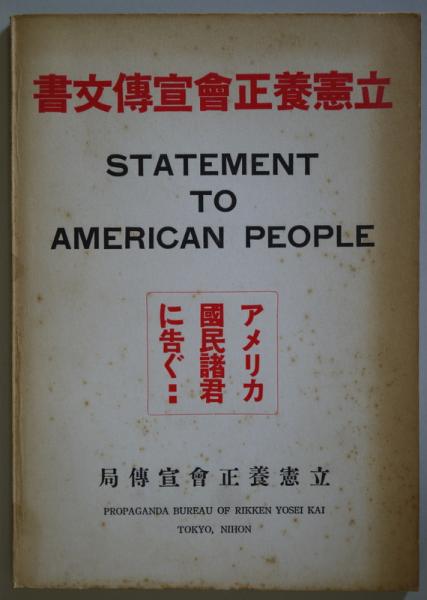 書文傳宣會正養憲立
STATEMENT
TO
AMERICAN PEOPLE
アメリカ
國民諸君
に告ぐ：
局傳宣會正養憲立
PROPAGANDA BUREAU OF RIKKEN YOSEI KAI
TOKYO, NIHON